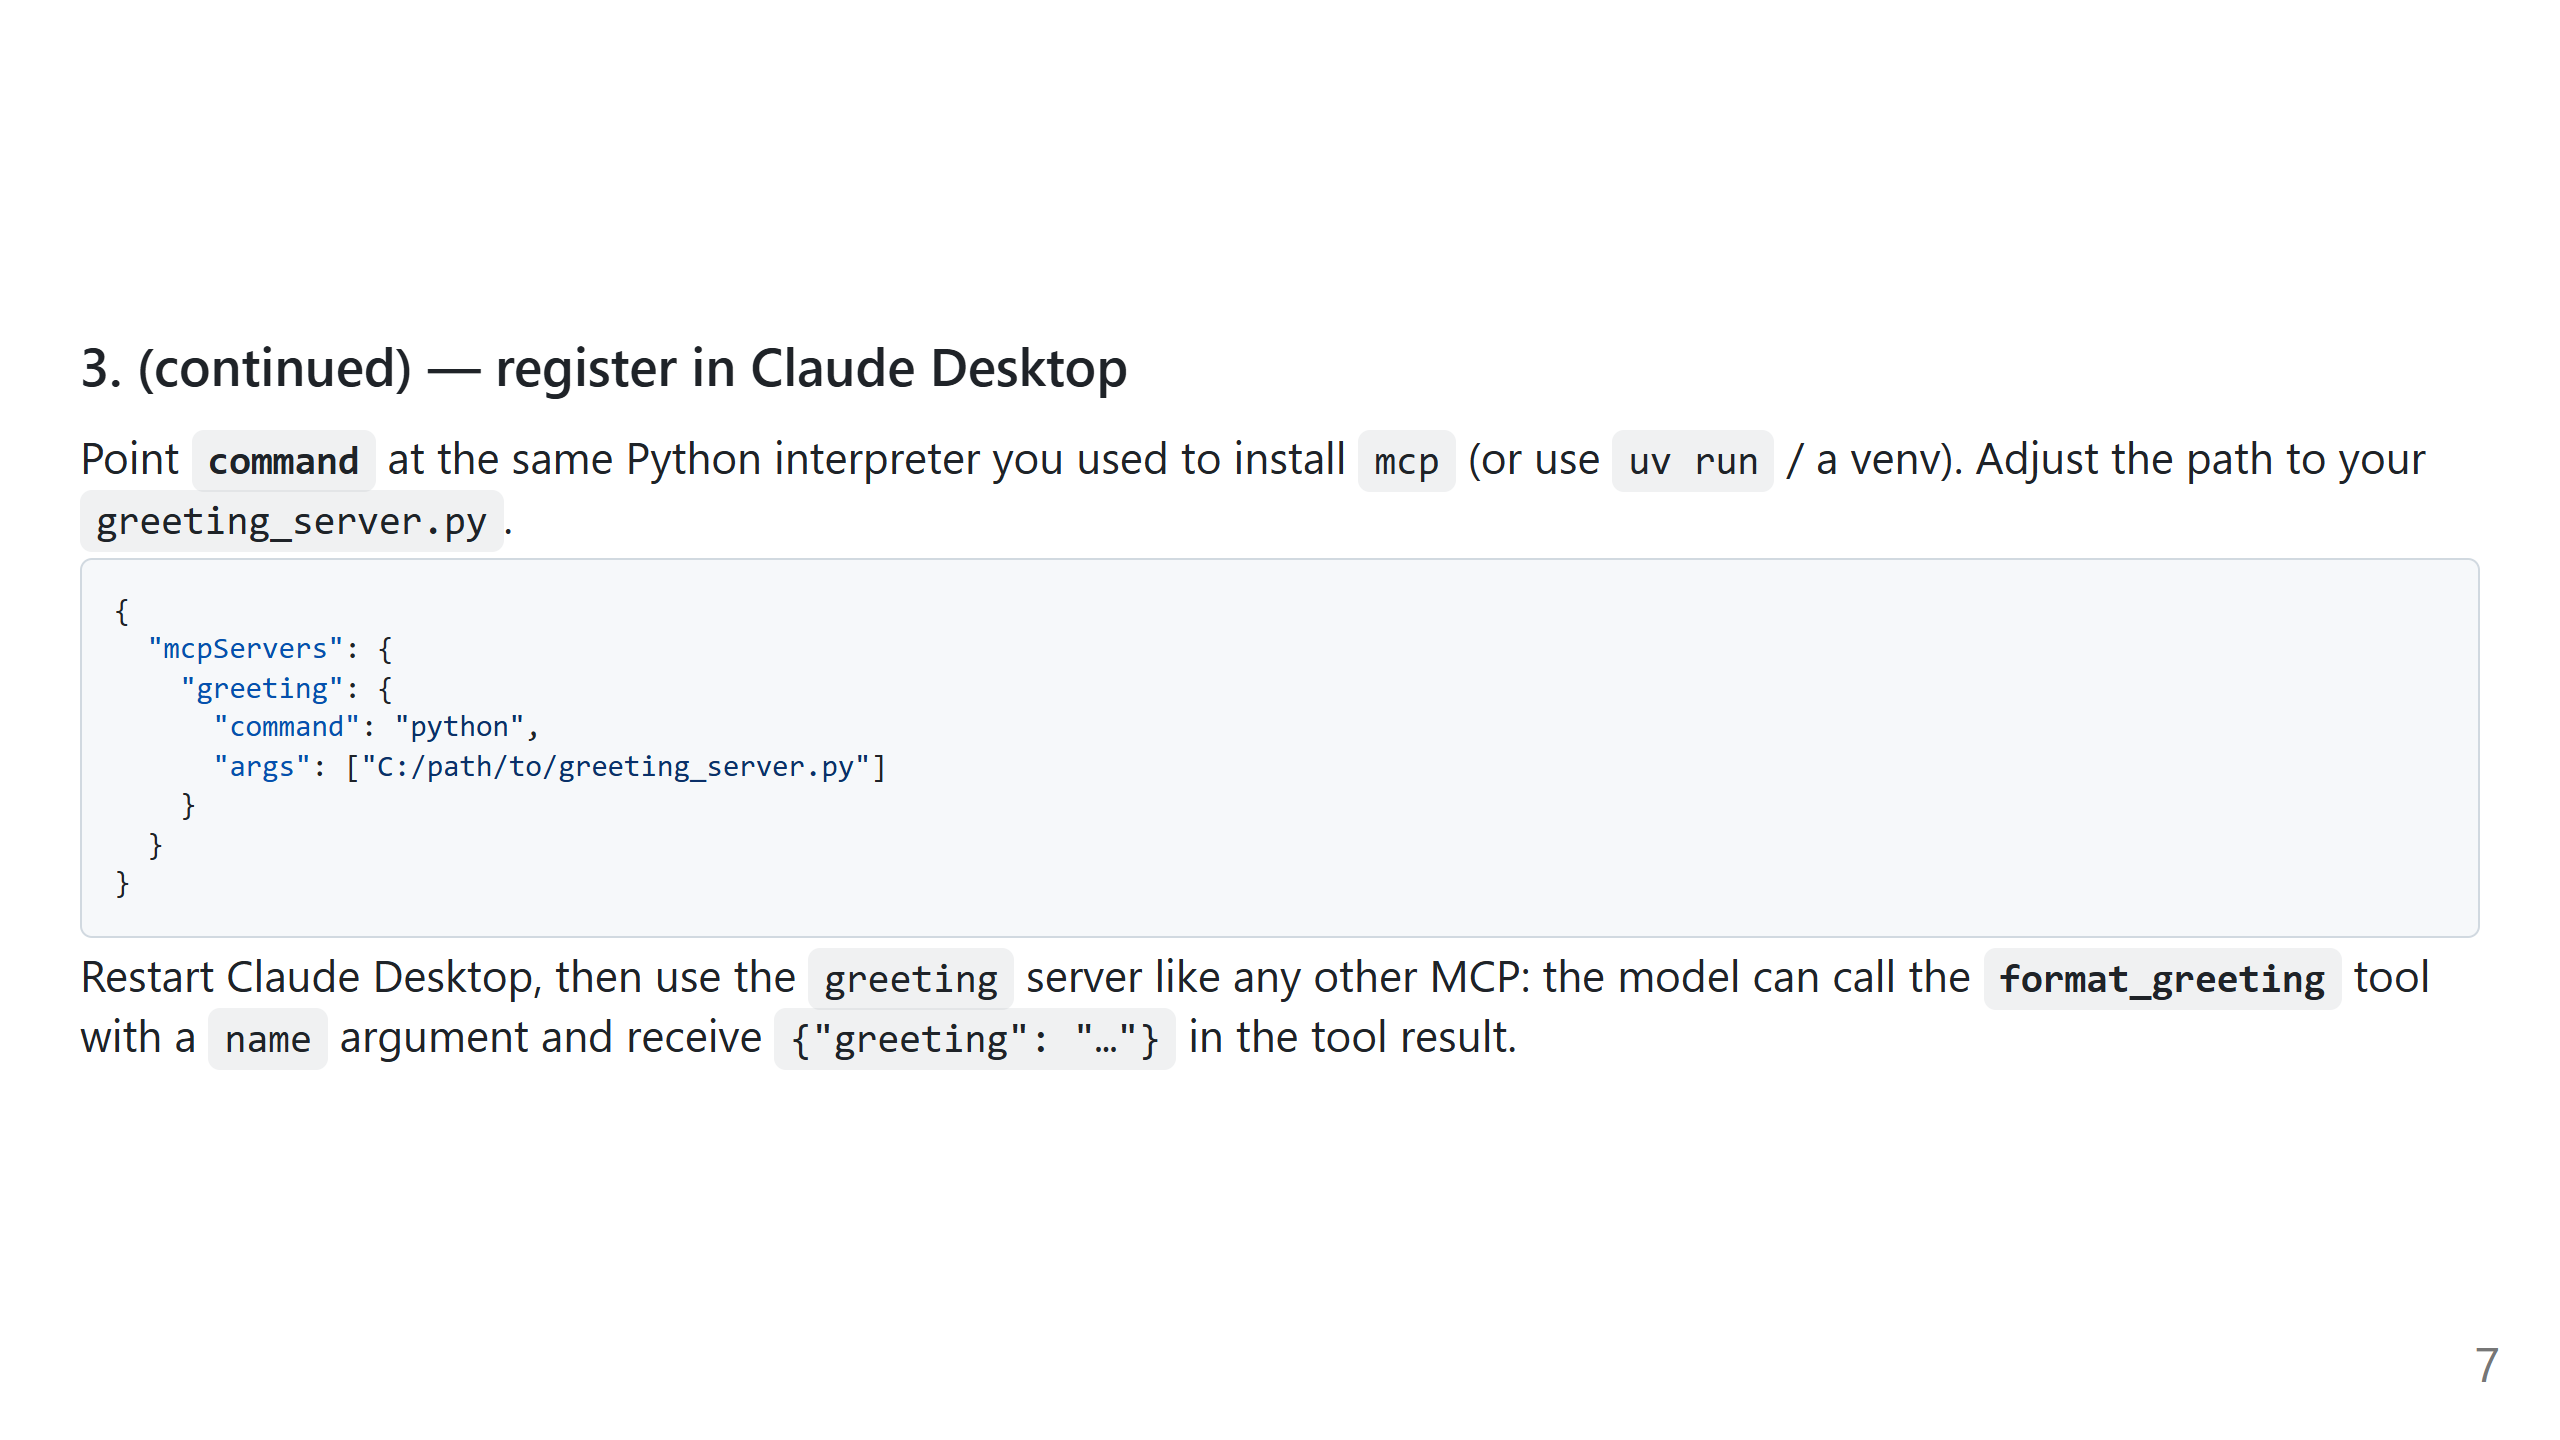 3. (continued) — register in Claude Desktop
Point command at the same Python interpreter you used to install mcp (or use uv run / a venv). Adjust the path to your
greeting_server.py.
{
  "mcpServers": {
    "greeting": {
      "command": "python",
      "args": ["C:/path/to/greeting_server.py"]
    }
  }
}
Restart Claude Desktop, then use the greeting server like any other MCP: the model can call the format_greeting tool
with a name argument and receive {"greeting": "…"} in the tool result.
7